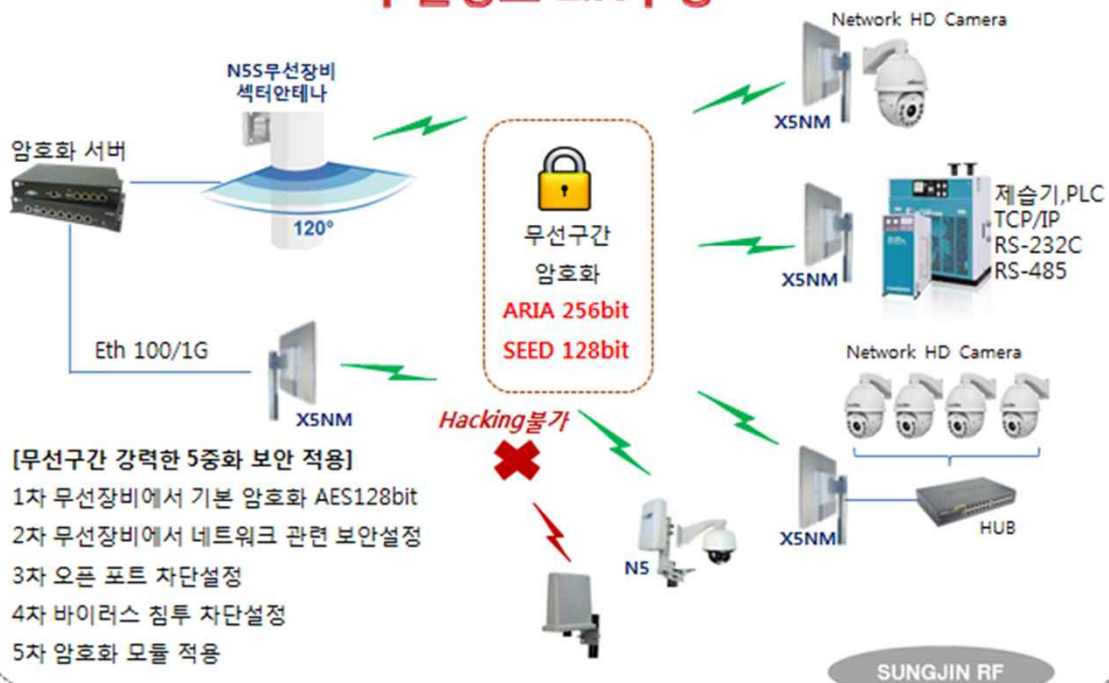 Network HD Camera
N5S무선장비
섹터안테나
X5NM
암호화 서버
120°
무선구간
암호화
ARIA 256bit
SEED 128bit
제습기,PLC
TCP/IP
RS-232C
RS-485
X5NM
Eth 100/1G
X5NM
Network HD Camera
Hacking불가
[무선구간 강력한 5중화 보안 적용]
1차 무선장비에서 기본 암호화 AES128bit
2차 무선장비에서 네트워크 관련 보안설정
3차 오픈 포트 차단설정
4차 바이러스 침투 차단설정
5차 암호화 모듈 적용
N5
X5NM
HUB
SUNGJIN RF